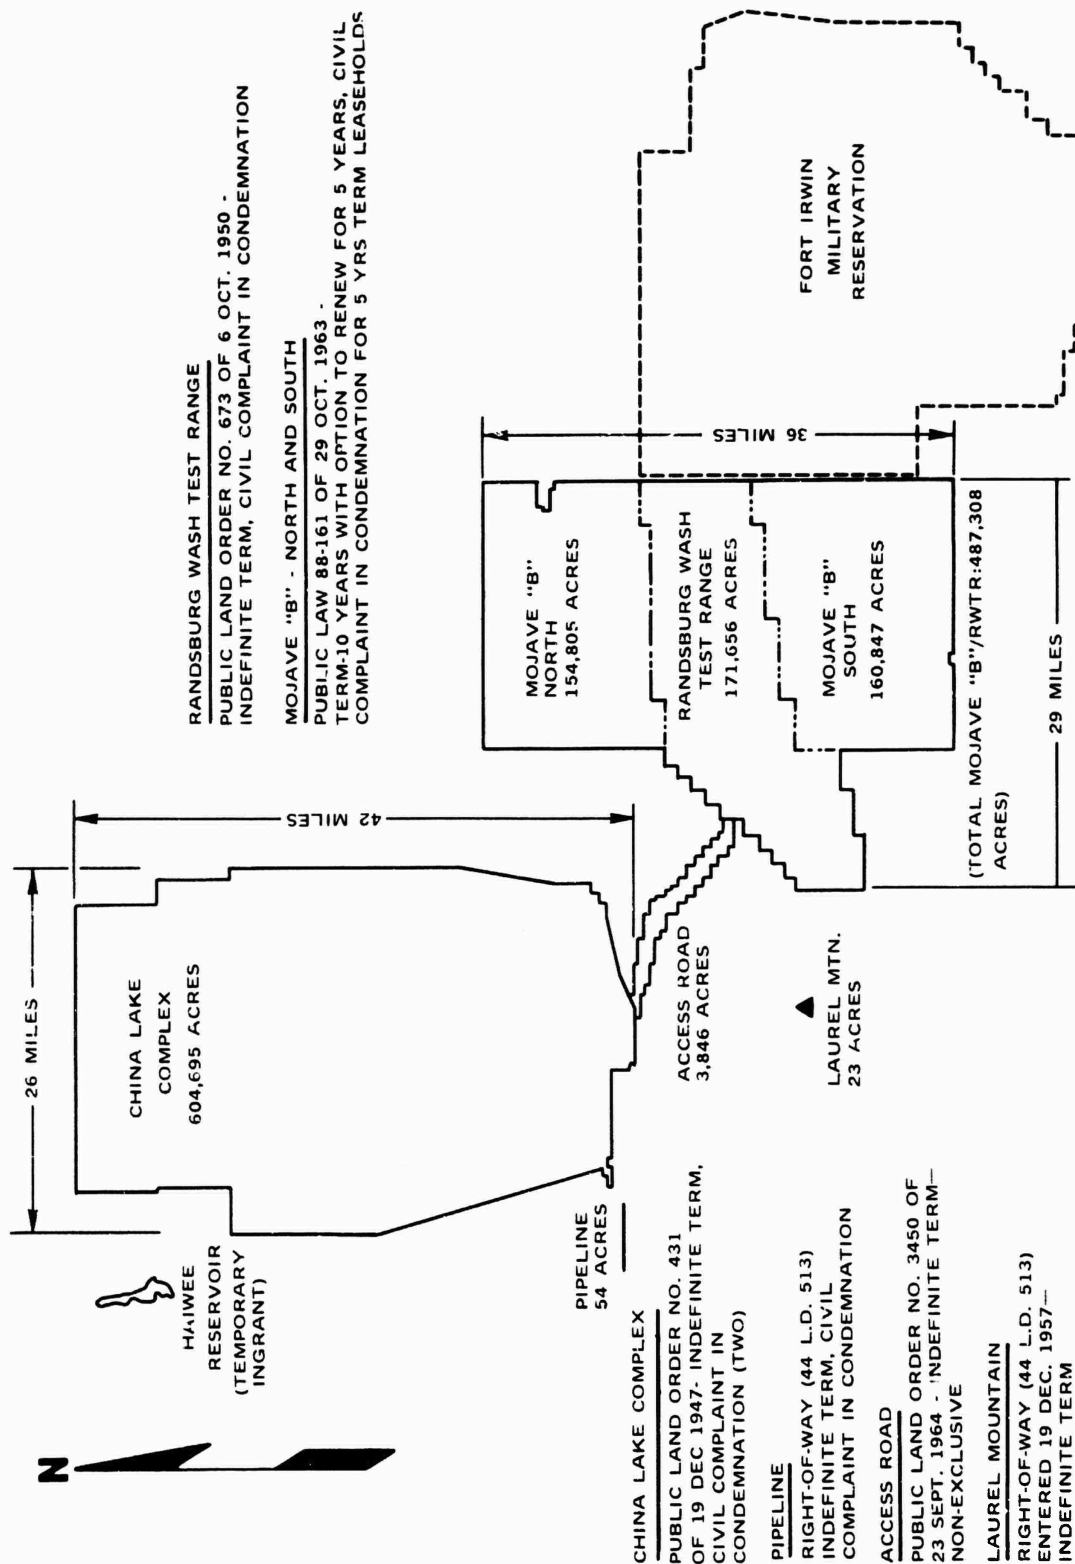 N
HAIWEE
RESERVOIR
(TEMPORARY
INGRANT)
26 MILES
CHINA LAKE
COMPLEX
604,695 ACRES
42 MILES
PIPELINE
54 ACRES
ACCESS ROAD
3,846 ACRES
LAUREL MTN.
23 ACRES
RANDSBURG WASH TEST RANGE
PUBLIC LAND ORDER NO. 673 OF 6 OCT. 1950 -
INDEFINITE TERM, CIVIL COMPLAINT IN CONDEMNATION
MOJAVE "B" - NORTH AND SOUTH
PUBLIC LAW 88-161 OF 29 OCT. 1963 -
TERM-10 YEARS WITH OPTION TO RENEW FOR 5 YEARS, CIVIL
COMPLAINT IN CONDEMNATION FOR 5 YRS TERM LEASEHOLDS
36 MILES
MOJAVE "B"
NORTH
154,805 ACRES
RANDSBURG WASH
TEST RANGE
171,656 ACRES
MOJAVE "B"
SOUTH
160,847 ACRES
(TOTAL MOJAVE "B"/RWTR:487,308
ACRES)
29 MILES
FORT IRWIN
MILITARY
RESERVATION
CHINA LAKE COMPLEX
PUBLIC LAND ORDER NO. 431
OF 19 DEC 1947- INDEFINITE TERM,
CIVIL COMPLAINT IN
CONDEMNATION (TWO)
PIPELINE
RIGHT-OF-WAY (44 L.D. 513)
INDEFINITE TERM, CIVIL
COMPLAINT IN CONDEMNATION
ACCESS ROAD
PUBLIC LAND ORDER NO. 3450 OF
23 SEPT. 1964 - INDEFINITE TERM—
NON-EXCLUSIVE
LAUREL MOUNTAIN
RIGHT-OF-WAY (44 L.D. 513)
ENTERED 19 DEC. 1957—
INDEFINITE TERM